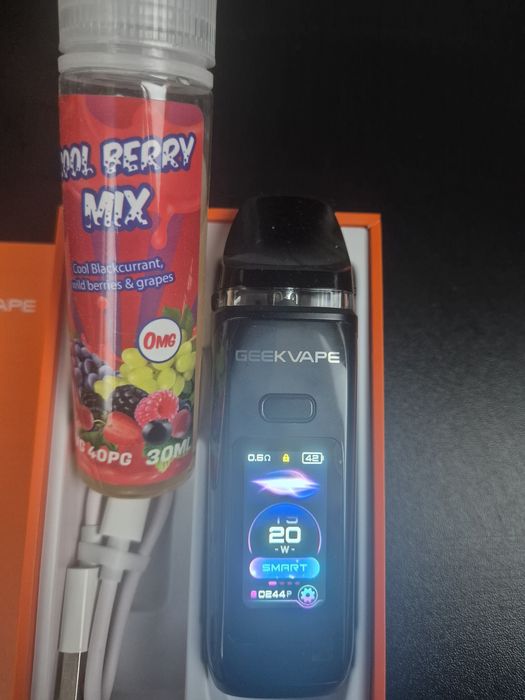 OOL BERRY
MIX
Cool Blackcurrant,
wild berries & grapes
0MG
G 40PG 30ML
APE
GEEKVAPE
0.6Ω 42
20
-W-
SMART
0244P